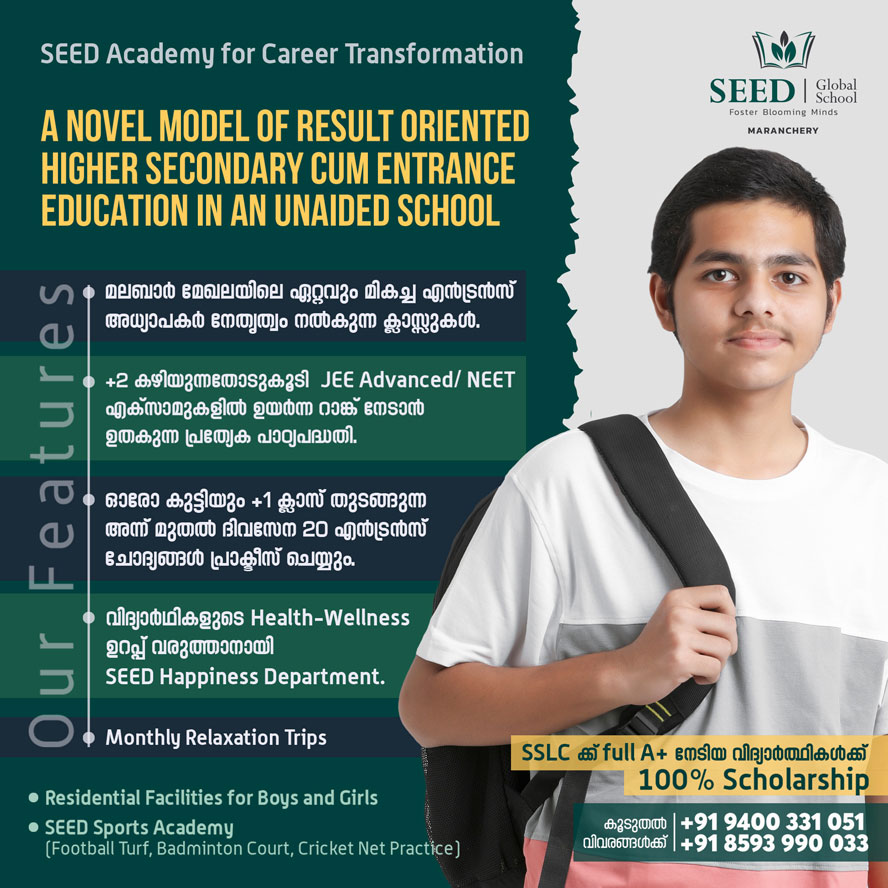 SEED Academy for Career Transformation
SEED | Global School
Foster Blooming Minds
MARANCHERY
A NOVEL MODEL OF RESULT ORIENTED
HIGHER SECONDARY CUM ENTRANCE
EDUCATION IN AN UNAIDED SCHOOL
Our Features
മലബാർ മേഖലയിലെ ഏറ്റവും മികച്ച എൻട്രൻസ്
അധ്യാപകർ നേതൃത്വം നൽകുന്ന ക്ലാസ്സുകൾ.
+2 കഴിയുന്നതോടുകൂടി JEE Advanced/ NEET
എക്സാമുകളിൽ ഉയർന്ന റാങ്ക് നേടാൻ
ഉതകുന്ന പ്രത്യേക പാഠ്യപദ്ധതി.
ഓരോ കുട്ടിയും +1 ക്ലാസ് തുടങ്ങുന്ന
അന്ന് മുതൽ ദിവസേന 20 എൻട്രൻസ്
ചോദ്യങ്ങൾ പ്രാക്ടീസ് ചെയ്യും.
വിദ്യാർഥികളുടെ Health-Wellness
ഉറപ്പ് വരുത്താനായി
SEED Happiness Department.
Monthly Relaxation Trips
Residential Facilities for Boys and Girls
SEED Sports Academy
(Football Turf, Badminton Court, Cricket Net Practice)
SSLC ക്ക് full A+ നേടിയ വിദ്യാർത്ഥികൾക്ക്
100% Scholarship
കൂടുതൽ
വിവരങ്ങൾക്ക്
+91 9400 331 051
+91 8593 990 033